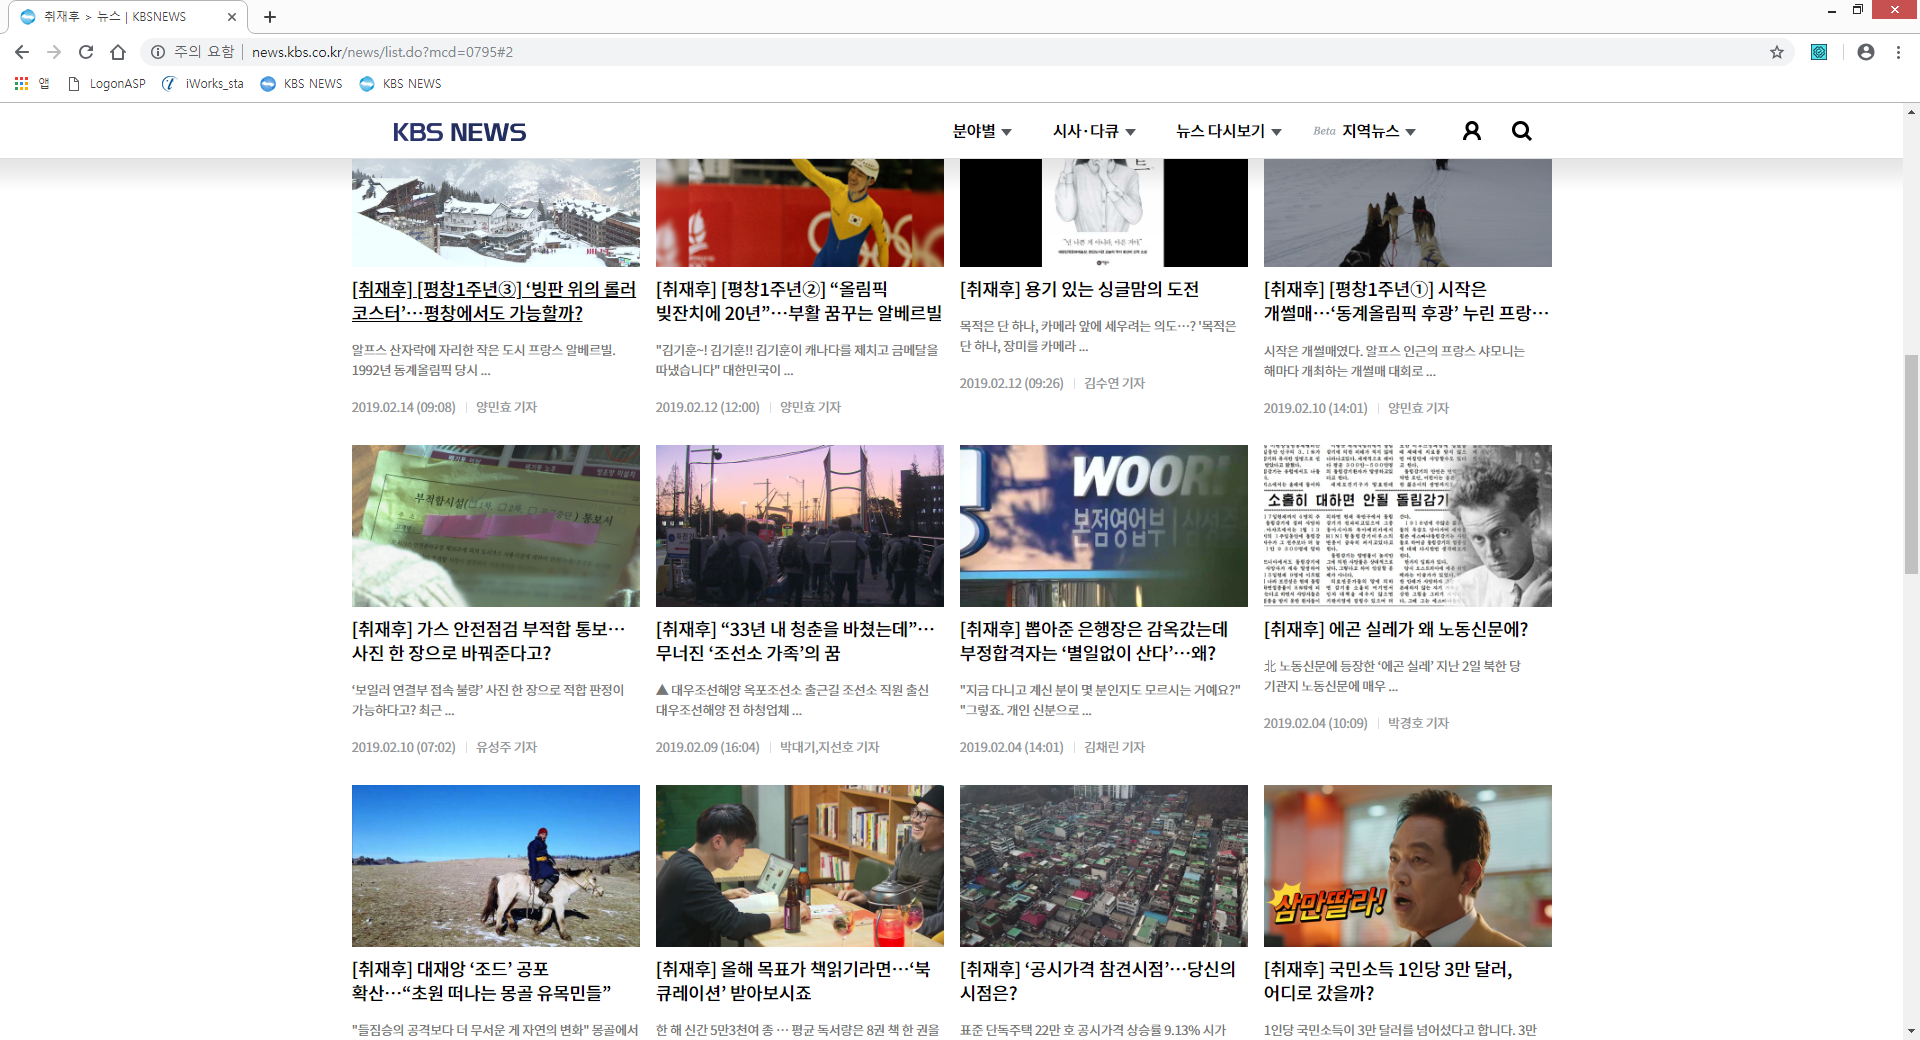 취재후 > 뉴스 | KBSNEWS
주의 요함 | news.kbs.co.kr/news/list.do?mcd=0795#2
앱 LogonASP iWorks_sta KBS NEWS KBS NEWS
KBS NEWS 분야별 시사·다큐 뉴스 다시보기 Beta 지역뉴스
[취재후] [평창1주년③] ‘빙판 위의 롤러
코스터’…평창에서도 가능할까?
알프스 산자락에 자리한 작은 도시 프랑스 알베르빌.
1992년 동계올림픽 당시 ...
2019.02.14 (09:08) | 양민효 기자
[취재후] [평창1주년②] “올림픽
빚잔치에 20년”…부활 꿈꾸는 알베르빌
"김기훈~! 김기훈!! 김기훈이 캐나다를 제치고 금메달을
따냈습니다" 대한민국이 ...
2019.02.12 (12:00) | 양민효 기자
[취재후] 용기 있는 싱글맘의 도전
목적은 단 하나, 카메라 앞에 세우려는 의도…? '목적은
단 하나, 장미를 카메라 ...
2019.02.12 (09:26) | 김수연 기자
[취재후] [평창1주년①] 시작은
개썰매…‘동계올림픽 후광’ 누린 프랑…
시작은 개썰매였다. 알프스 인근의 프랑스 샤모니는
해마다 개최하는 개썰매 대회로 ...
2019.02.10 (14:01) | 양민효 기자
부적합시설
통보서
[취재후] 가스 안전점검 부적합 통보…
사진 한 장으로 바꿔준다고?
‘보일러 연결부 접속 불량’ 사진 한 장으로 적합 판정이
가능하다고? 최근 ...
2019.02.10 (07:02) | 유성주 기자
[취재후] “33년 내 청춘을 바쳤는데”…
무너진 ‘조선소 가족’의 꿈
▲ 대우조선해양 옥포조선소 출근길 조선소 직원 출신
대우조선해양 전 하청업체 ...
2019.02.09 (16:04) | 박대기,지선호 기자
WOORI
본점영업부 | 삼성
[취재후] 뽑아준 은행장은 감옥갔는데
부정합격자는 ‘별일없이 산다’…왜?
"지금 다니고 계신 분이 몇 분인지도 모르시는 거예요?"
"그렇죠. 개인 신분으로 ...
2019.02.04 (14:01) | 김채린 기자
소홀히 대하면 안될 돌림감기
[취재후] 에곤 실레가 왜 노동신문에?
北 노동신문에 등장한 ‘에곤 실레’ 지난 2일 북한 당
기관지 노동신문에 매우 ...
2019.02.04 (10:09) | 박경호 기자
[취재후] 대재앙 ‘조드’ 공포
확산…“초원 떠나는 몽골 유목민들”
"들짐승의 공격보다 더 무서운 게 자연의 변화" 몽골에서
[취재후] 올해 목표가 책읽기라면…‘북
큐레이션’ 받아보시죠
한 해 신간 5만3천여 종 … 평균 독서량은 8권 책 한 권을
[취재후] ‘공시가격 참견시점’…당신의
시점은?
표준 단독주택 22만 호 공시가격 상승률 9.13% 시가
삼만딸라!
[취재후] 국민소득 1인당 3만 달러,
어디로 갔을까?
1인당 국민소득이 3만 달러를 넘어섰다고 합니다. 3만